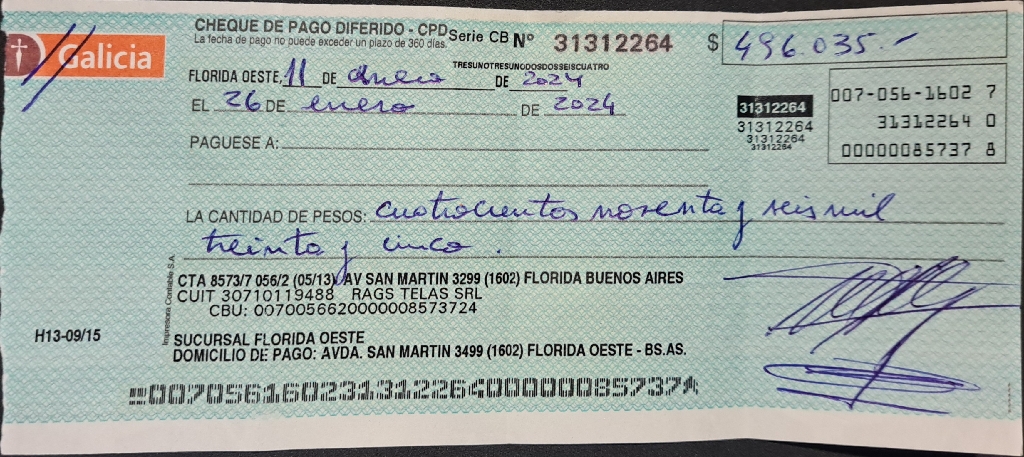 Galicia
CHEQUE DE PAGO DIFERIDO - CPD Serie CB Nº 31312264 $ 496.035.-
La fecha de pago no puede exceder un plazo de 360 días.
TRESUNOTRESUNODOSDOSSEISCUATRO
FLORIDA OESTE, 11 DE enero DE 2024
EL 26 DE enero DE 2024
31312264
31312264
31312264
31312264
007-056-1602 7
31312264 0
00000085737 8
PAGUESE A:
LA CANTIDAD DE PESOS: cuatrocientos noventa y seis mil
treinta y cinco.
Impresora Contable S.A.
CTA 8573/7 056/2 (05/13) AV SAN MARTIN 3299 (1602) FLORIDA BUENOS AIRES
CUIT 30710119488 RAGS TELAS SRL
CBU: 0070056620000008573724
H13-09/15
SUCURSAL FLORIDA OESTE
DOMICILIO DE PAGO: AVDA. SAN MARTIN 3499 (1602) FLORIDA OESTE - BS.AS.
00705616023131226400000085737